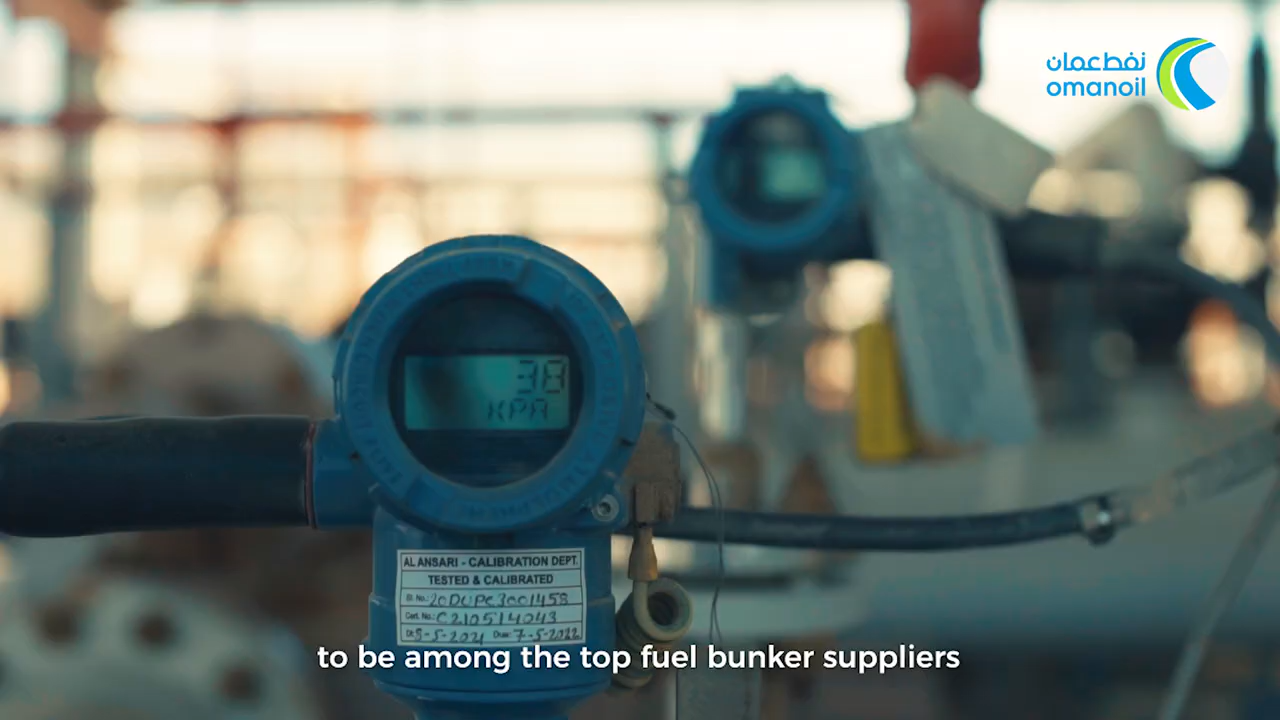 نفط عمان
omanoil
38
KPA
AL ANSARI - CALIBRATION DEPT.
TESTED & CALIBRATED
Sl. No.: 20DUPC3001458
Cert. No.: C210514043
Dt: 8-5-2021 Due: 7-5-2022
to be among the top fuel bunker suppliers